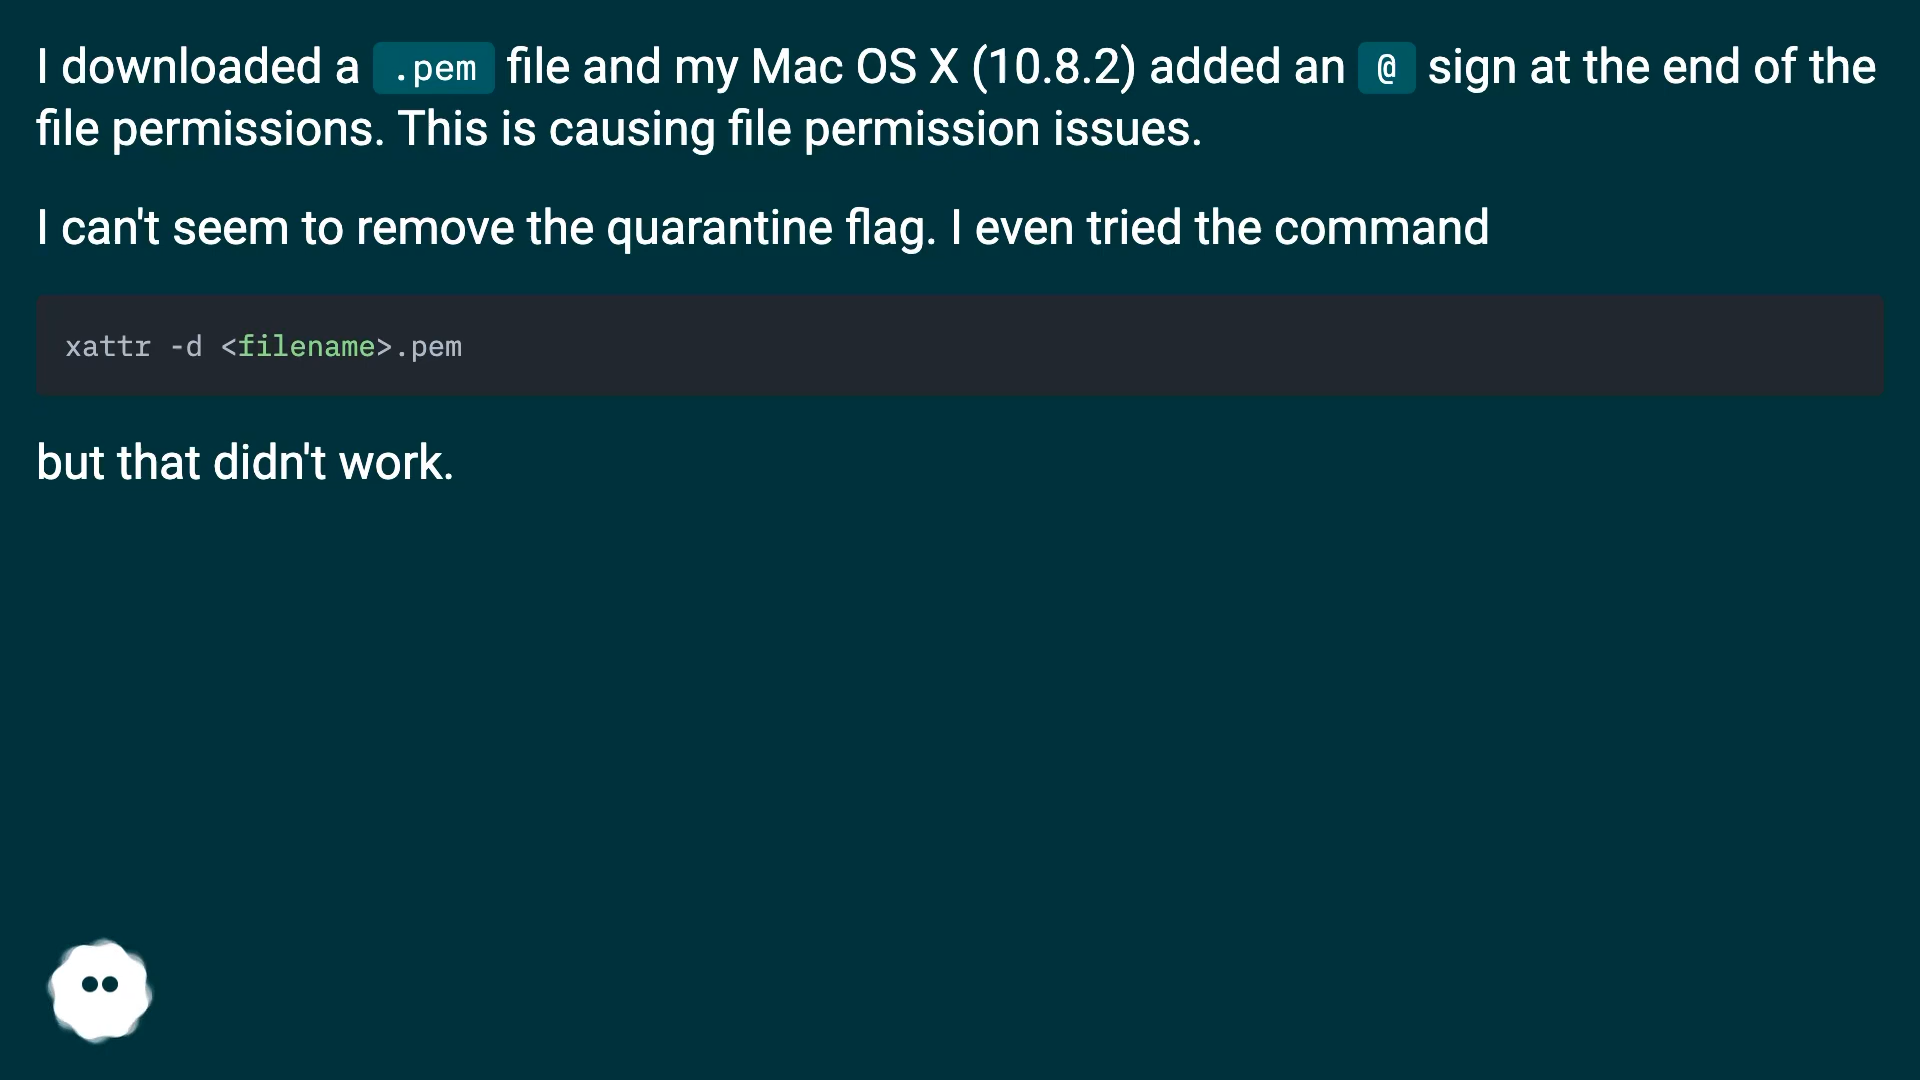 I downloaded a .pem file and my Mac OS X (10.8.2) added an @ sign at the end of the
file permissions. This is causing file permission issues.
I can't seem to remove the quarantine flag. I even tried the command
xattr -d <filename>.pem
but that didn't work.